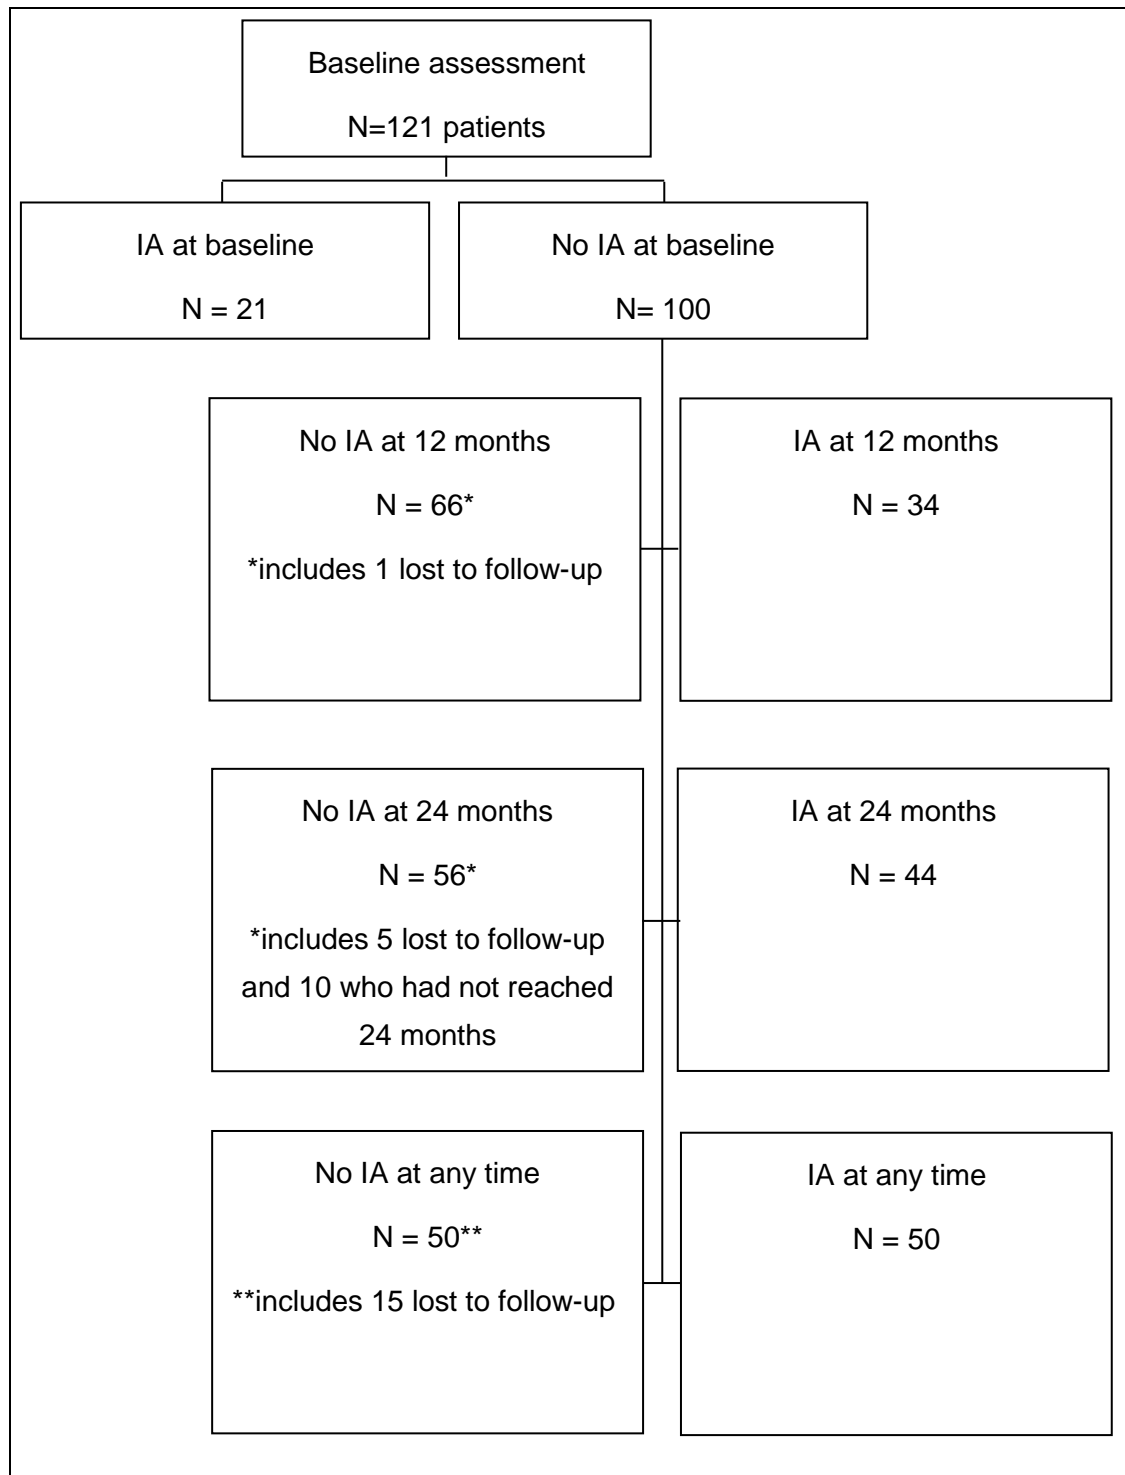 Baseline assessment
N=121 patients
IA at baseline
N = 21
No IA at baseline
N= 100
No IA at 12 months
N = 66*
*includes 1 lost to follow-up
IA at 12 months
N = 34
No IA at 24 months
N = 56*
*includes 5 lost to follow-up
and 10 who had not reached
24 months
IA at 24 months
N = 44
No IA at any time
N = 50**
**includes 15 lost to follow-up
IA at any time
N = 50